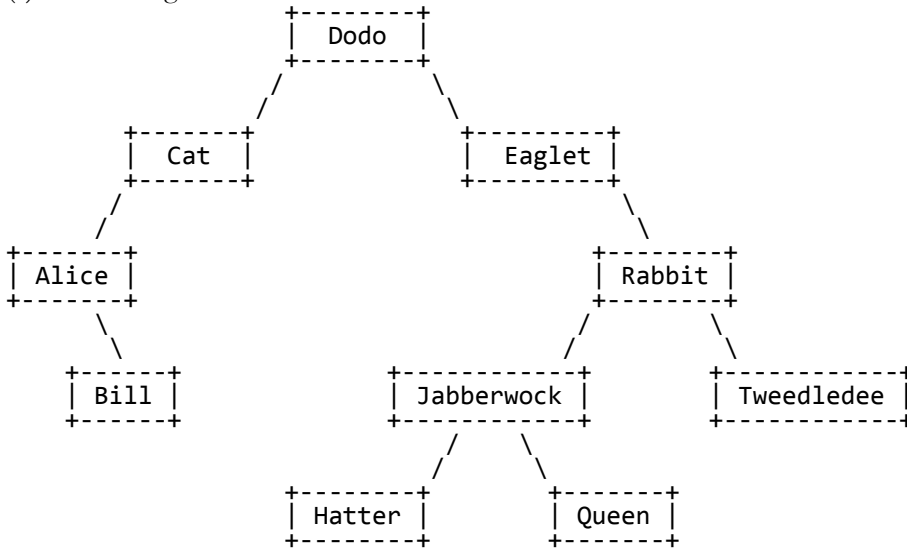 Dodo
Cat Eaglet
Alice Rabbit
Bill Jabberwock Tweedledee
Hatter Queen